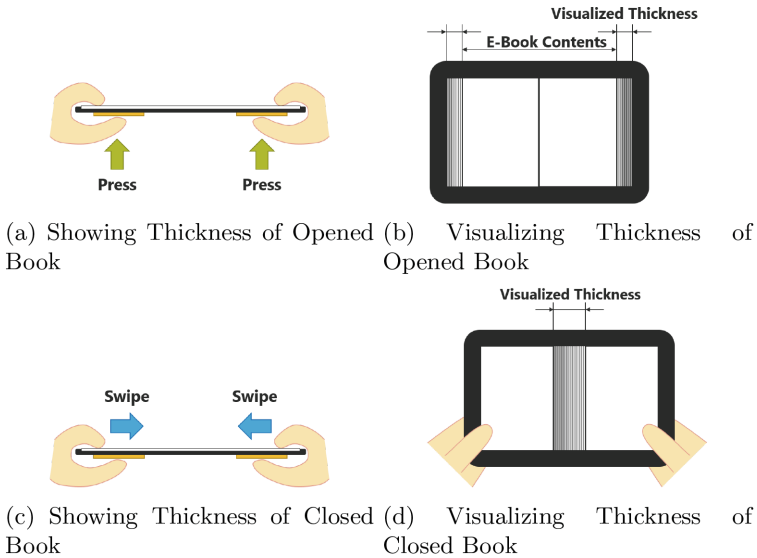 Visualized Thickness
E-Book Contents
Press
Press
(a) Showing Thickness of Opened
Book
(b) Visualizing Thickness of
Opened Book
Visualized Thickness
Swipe
Swipe
(c) Showing Thickness of Closed
Book
(d) Visualizing Thickness of
Closed Book